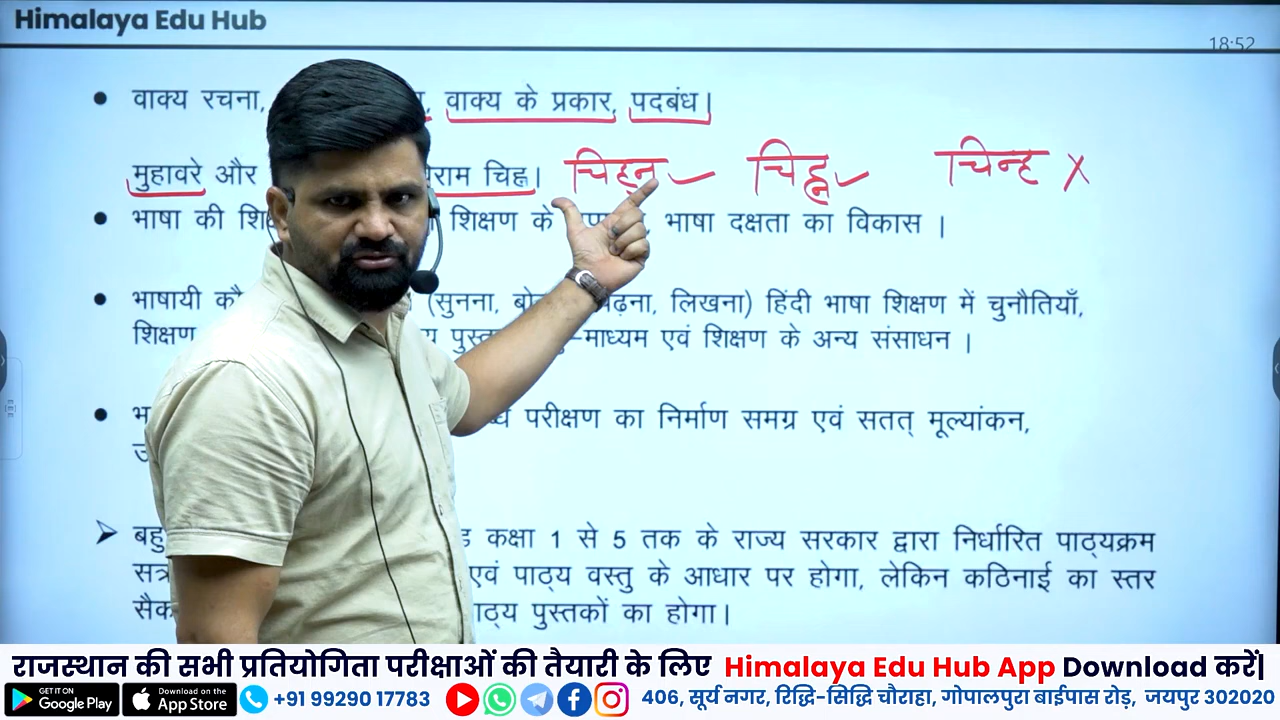 Himalaya Edu Hub
18:52
वाक्य रचना, वाक्य के प्रकार, पदबंध।
मुहावरे और राम चिह्न। चिह्‌न ✓ चिह्न ✓ चिन्ह X
भाषा की शिक्षण के भाषा दक्षता का विकास ।
भाषायी (सुनना, लिखना) हिंदी भाषा शिक्षण में चुनौतियाँ,
शिक्षण माध्यम एवं शिक्षण के अन्य संसाधन ।
परीक्षण का निर्माण समग्र एवं सतत् मूल्यांकन,
कक्षा 1 से 5 तक के राज्य सरकार द्वारा निर्धारित पाठ्यक्रम
एवं पाठ्य वस्तु के आधार पर होगा, लेकिन कठिनाई का स्तर
पाठ्य पुस्तकों का होगा।
राजस्थान की सभी प्रतियोगिता परीक्षाओं की तैयारी के लिए Himalaya Edu Hub App Download करें|
GET IT ON Google Play Download on the App Store +91 99290 17783 406, सूर्य नगर, रिद्धि-सिद्धि चौराहा, गोपालपुरा बाईपास रोड़, जयपुर 302020